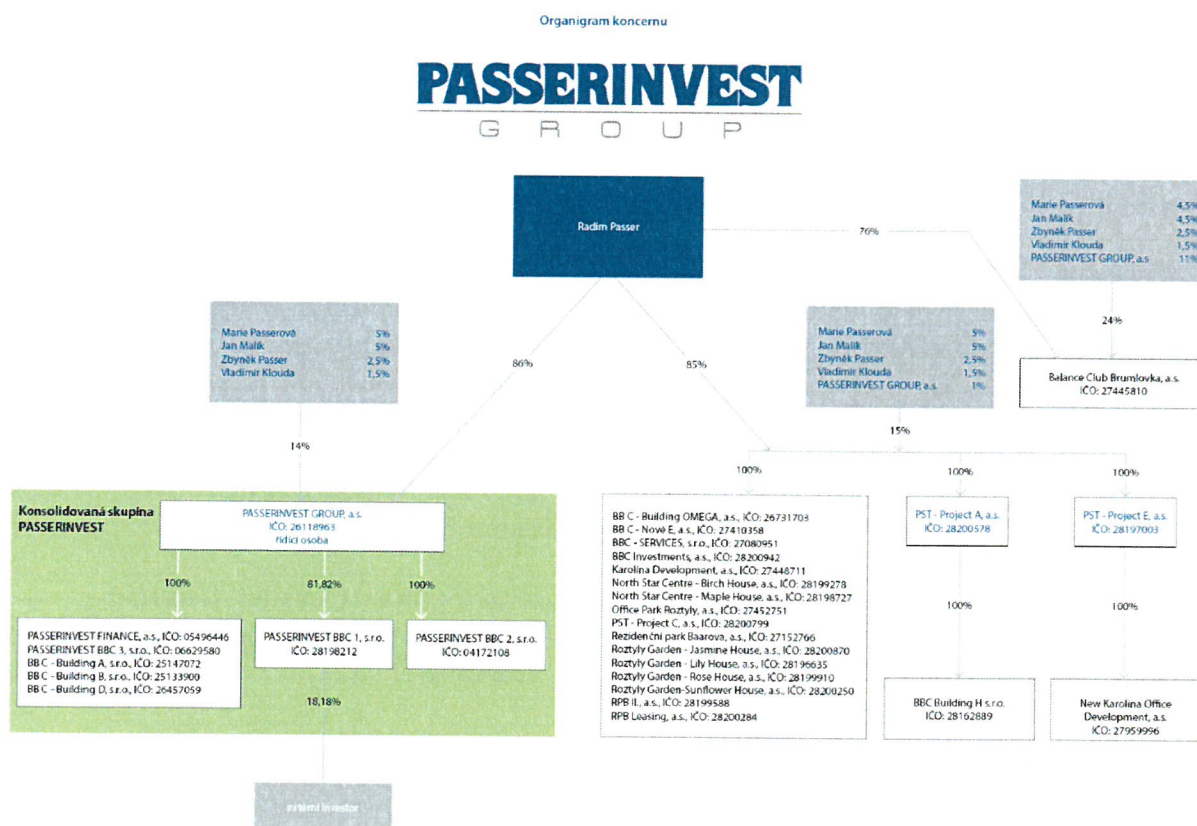 Organigram koncernu
PASSERINVEST
GROUP
Radim Passer
76%
Marie Passerová 4,5%
Jan Malík 4,5%
Zbyněk Passer 2,5%
Vladimír Klouda 1,5%
PASSERINVEST GROUP, a.s 11%
24%
Balance Club Brumlovka, a.s.
IČO: 27445810
Marie Passerová 5%
Jan Malík 5%
Zbyněk Passer 2,5%
Vladimír Klouda 1,5%
14%
86%
85%
Marie Passerová 5%
Jan Malík 5%
Zbyněk Passer 2,5%
Vladimír Klouda 1,5%
PASSERINVEST GROUP, a.s. 1%
15%
Konsolidovaná skupina
PASSERINVEST
PASSERINVEST GROUP, a.s.
IČO: 26118963
řídící osoba
100%
81,82%
100%
PASSERINVEST FINANCE, a.s., IČO: 05496446
PASSERINVEST BBC 3, s.r.o., IČO: 06629580
BB C - Building A, s.r.o, IČO: 25147072
BB C - Building B, s.r.o, IČO: 25133900
BB C - Building D, s.r.o, IČO: 26457059
PASSERINVEST BBC 1, s.r.o.
IČO: 28198212
PASSERINVEST BBC 2, s.r.o.
IČO: 04172108
18,18%
externí investor
100%
100%
100%
BB C - Building OMEGA, a.s., IČO: 26731703
BB C - Nové E, a.s., IČO: 27410358
BBC - SERVICES, s.r.o., IČO: 27080951
BBC Investments, a.s., IČO: 28200942
Karolina Development, a.s., IČO: 27448711
North Star Centre - Birch House, a.s., IČO: 28199278
North Star Centre - Maple House, a.s., IČO: 28198727
Office Park Roztyly, a.s., IČO: 27452751
PST - Project C, a.s., IČO: 28200799
Rezidenční park Baarova, a.s., IČO: 27152766
Roztyly Garden - Jasmine House, a.s., IČO: 28200870
Roztyly Garden - Lily House, a.s., IČO: 28196635
Roztyly Garden - Rose House, a.s., IČO: 28199910
Roztyly Garden-Sunflower House, a.s., IČO: 28200250
RPB IL, a.s., IČO: 28199588
RPB Leasing, a.s., IČO: 28200284
PST - Project A, a.s.
IČO: 28200578
PST - Project E, a.s.
IČO: 28197003
100%
100%
BBC Building H s.r.o.
IČO: 28162889
New Karolina Office
Development, a.s.
IČO: 27959996